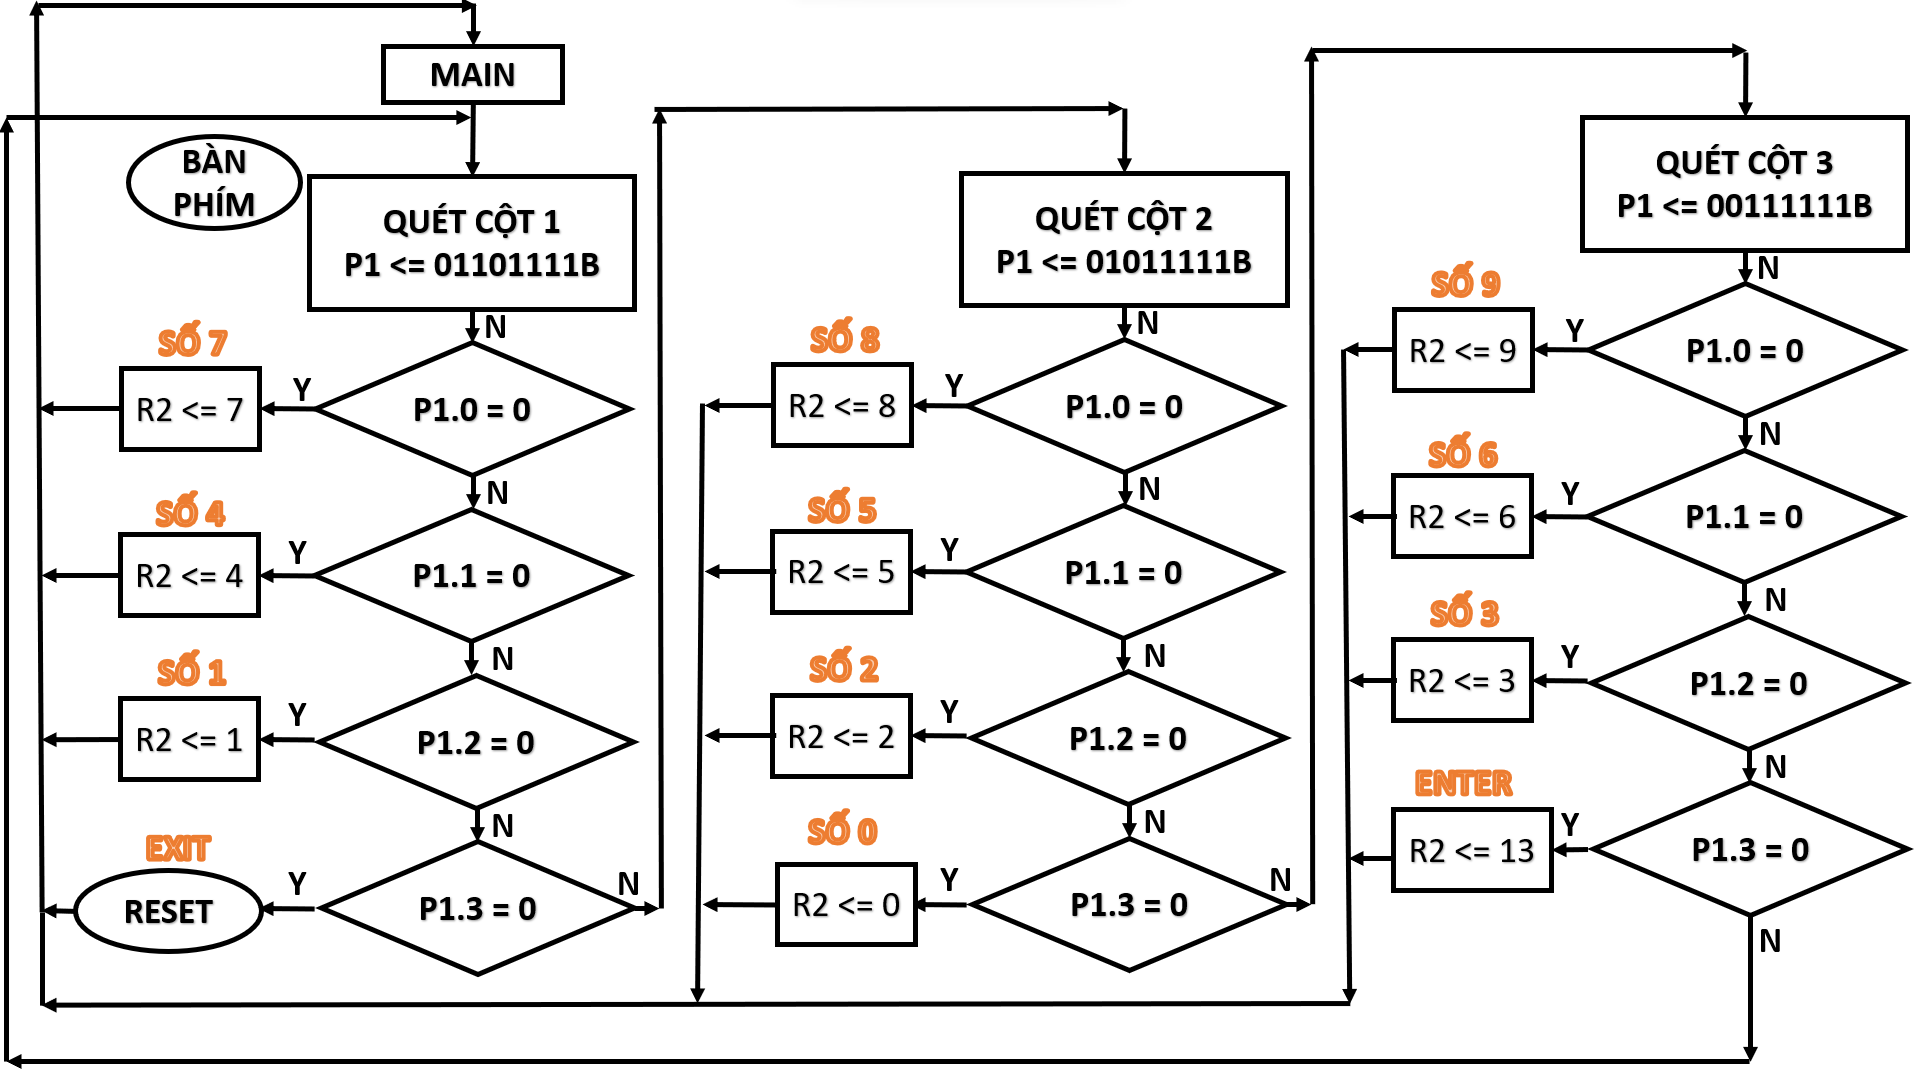 MAIN
BÀN
PHÍM
QUÉT CỘT 1
P1 <= 01101111B
N
SỐ 7
R2 <= 7
Y
P1.0 = 0
N
SỐ 4
R2 <= 4
Y
P1.1 = 0
N
SỐ 1
R2 <= 1
Y
P1.2 = 0
N
EXIT
RESET
Y
P1.3 = 0
N
QUÉT CỘT 2
P1 <= 01011111B
N
SỐ 8
R2 <= 8
Y
P1.0 = 0
N
SỐ 5
R2 <= 5
Y
P1.1 = 0
N
SỐ 2
R2 <= 2
Y
P1.2 = 0
N
SỐ 0
R2 <= 0
Y
P1.3 = 0
N
QUÉT CỘT 3
P1 <= 00111111B
N
SỐ 9
R2 <= 9
Y
P1.0 = 0
N
SỐ 6
R2 <= 6
Y
P1.1 = 0
N
SỐ 3
R2 <= 3
Y
P1.2 = 0
N
ENTER
R2 <= 13
Y
P1.3 = 0
N